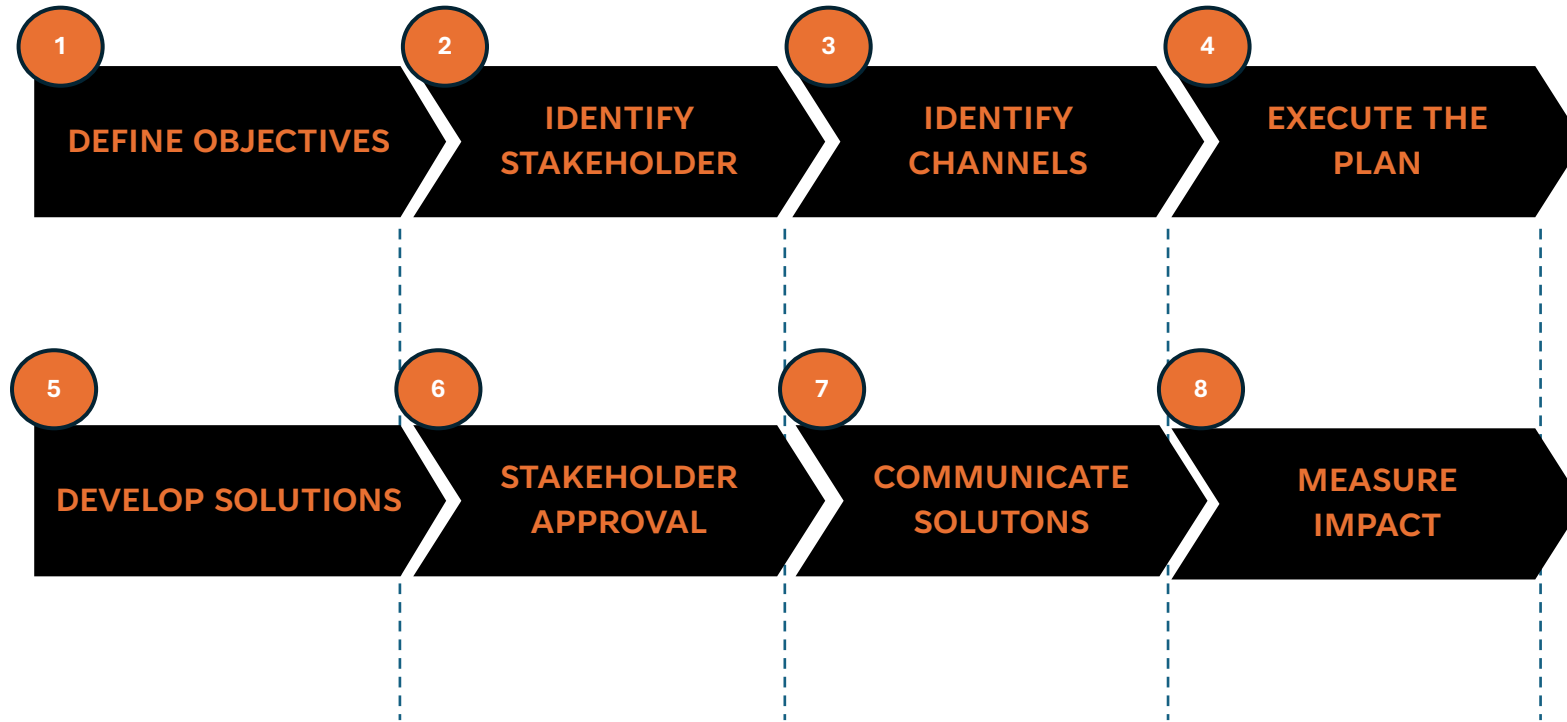 1
DEFINE OBJECTIVES
2
IDENTIFY
STAKEHOLDER
3
IDENTIFY
CHANNELS
4
EXECUTE THE
PLAN
5
DEVELOP SOLUTIONS
6
STAKEHOLDER
APPROVAL
7
COMMUNICATE
SOLUTONS
8
MEASURE
IMPACT